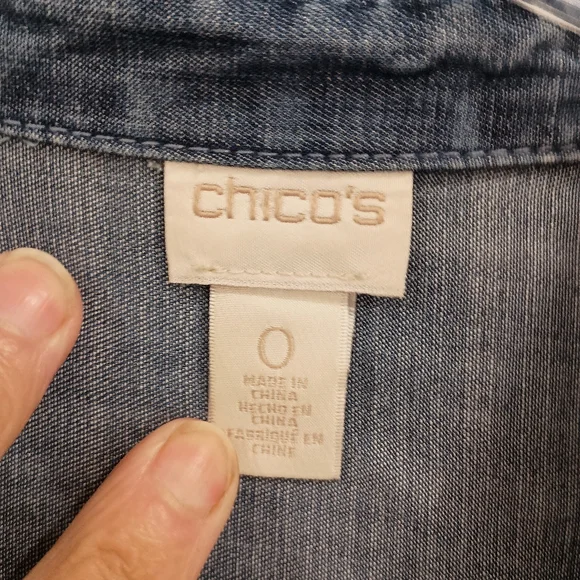 chico's
0
MADE IN
CHINA
HECHO EN
CHINA
FABRIQUÉ EN
CHINE